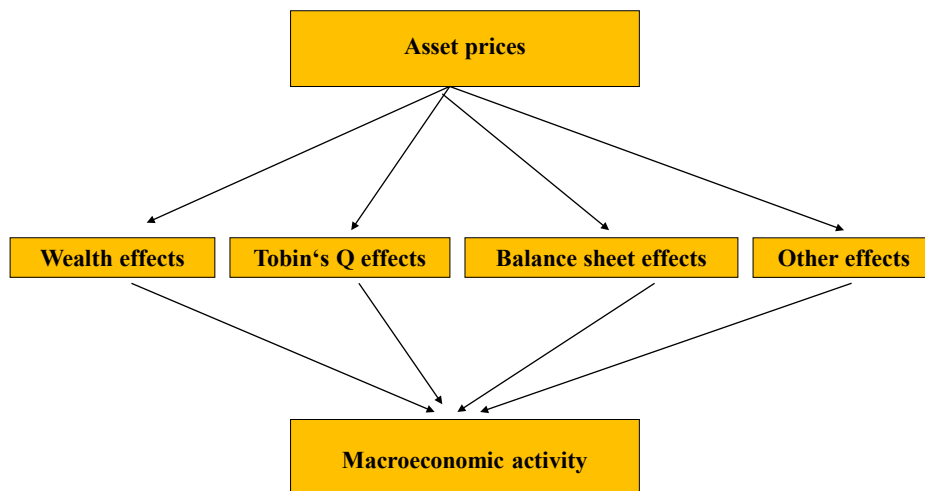 Asset prices
Wealth effects
Tobin‘s Q effects
Balance sheet effects
Other effects
Macroeconomic activity